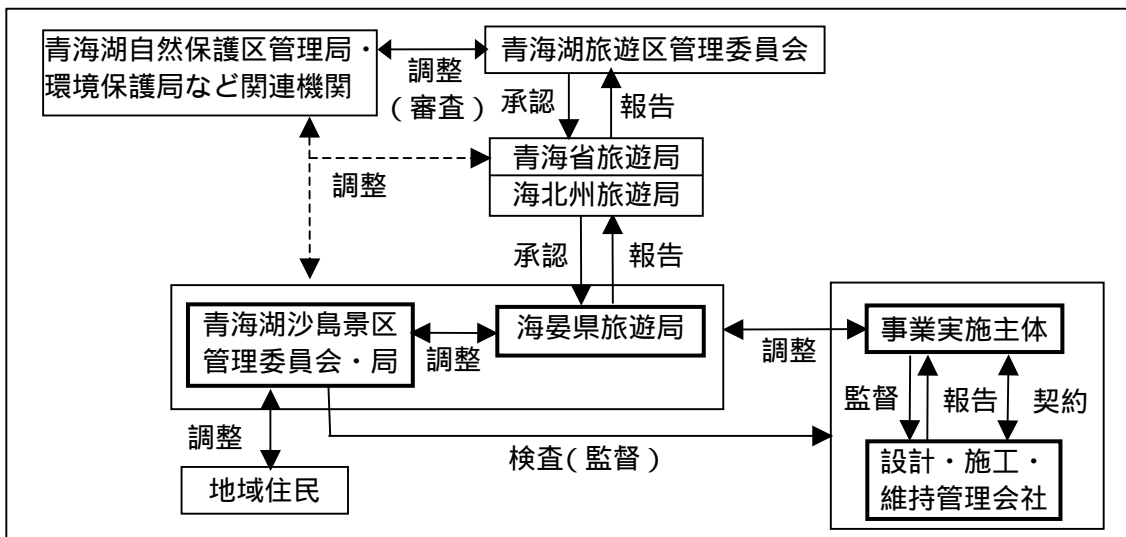 青海湖自然保護区管理局・
環境保護局など関連機関
調整
(審査)
青海湖旅遊区管理委員会
承認
報告
青海省旅遊局
海北州旅遊局
調整
承認
報告
青海湖沙島景区
管理委員会・局
調整
海晏県旅遊局
調整
事業実施主体
監督
報告
契約
設計・施工・
維持管理会社
調整
地域住民
検査(監督)